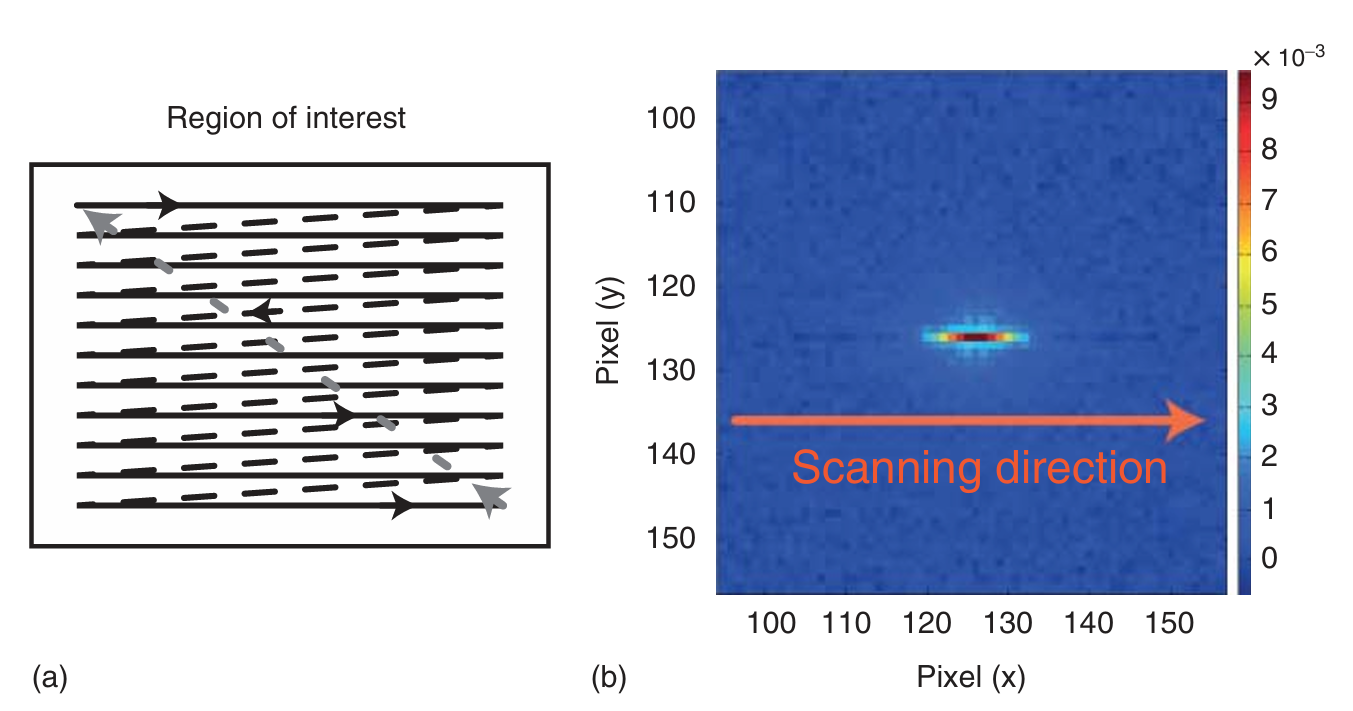 Region of interest
(a)
× 10⁻³
9
8
7
6
5
4
3
2
1
0
100
110
120
130
140
150
Pixel (y)
Scanning direction
100 110 120 130 140 150
Pixel (x)
(b)